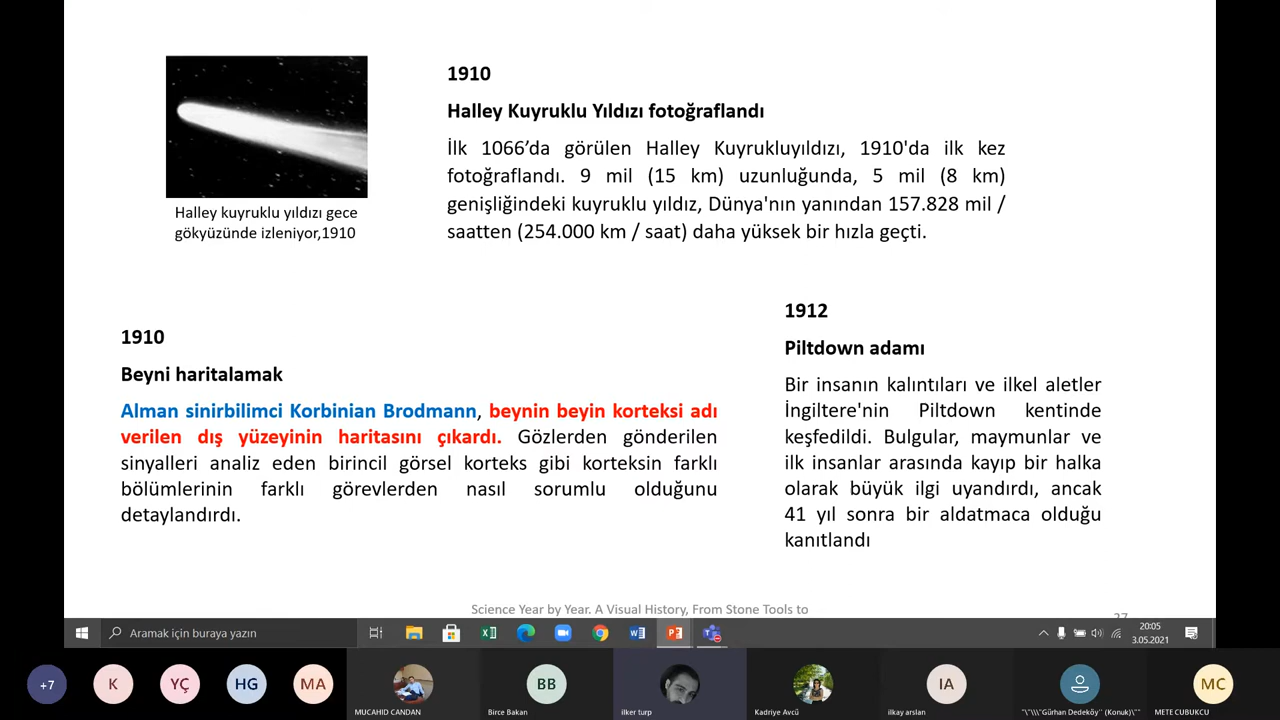 1910
Halley Kuyruklu Yıldızı fotoğraflandı
İlk 1066’da görülen Halley Kuyrukluyıldızı, 1910'da ilk kez
fotoğraflandı. 9 mil (15 km) uzunluğunda, 5 mil (8 km)
genişliğindeki kuyruklu yıldız, Dünya'nın yanından 157.828 mil /
saatten (254.000 km / saat) daha yüksek bir hızla geçti.
Halley kuyruklu yıldızı gece
gökyüzünde izleniyor,1910
1910
Beyni haritalamak
Alman sinirbilimci Korbinian Brodmann, beynin beyin korteksi adı
verilen dış yüzeyinin haritasını çıkardı. Gözlerden gönderilen
sinyalleri analiz eden birincil görsel korteks gibi korteksin farklı
bölümlerinin farklı görevlerden nasıl sorumlu olduğunu
detaylandırdı.
1912
Piltdown adamı
Bir insanın kalıntıları ve ilkel aletler
İngiltere'nin Piltdown kentinde
keşfedildi. Bulgular, maymunlar ve
ilk insanlar arasında kayıp bir halka
olarak büyük ilgi uyandırdı, ancak
41 yıl sonra bir aldatmaca olduğu
kanıtlandı
Science Year by Year. A Visual History, From Stone Tools to
Aramak için buraya yazın
20:05
3.05.2021
+7
K
YÇ
HG
MA
MUCAHID CANDAN
BB
Birce Bakan
ilker turp
Kadriye Avcû
IA
ilkay arslan
"\"\\\"Gürhan Dedeköy'' (Konuk)\""
MC
METE CUBUKCU